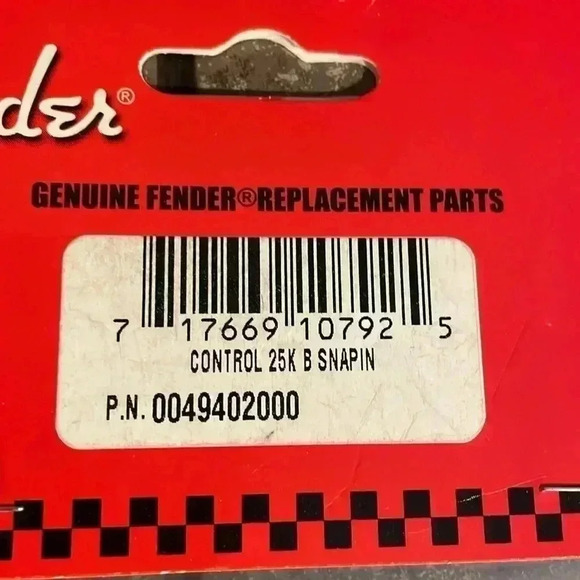 der®
GENUINE FENDER®REPLACEMENT PARTS
7 17669 10792 5
CONTROL 25K B SNAPIN
P.N. 0049402000